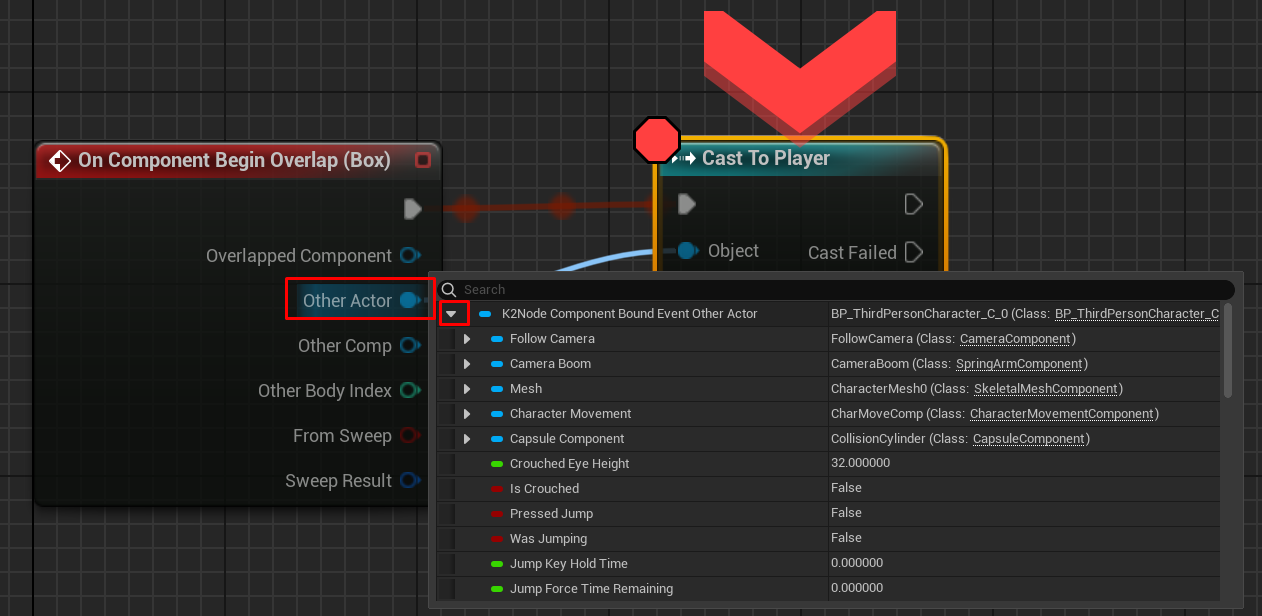 On Component Begin Overlap (Box)
Cast To Player
Overlapped Component
Object
Cast Failed
Other Actor
Other Comp
Other Body Index
From Sweep
Sweep Result
Search
K2Node Component Bound Event Other Actor BP_ThirdPersonCharacter_C_0 (Class: BP_ThirdPersonCharacter_C
Follow Camera FollowCamera (Class: CameraComponent)
Camera Boom CameraBoom (Class: SpringArmComponent)
Mesh CharacterMesh0 (Class: SkeletalMeshComponent)
Character Movement CharMoveComp (Class: CharacterMovementComponent)
Capsule Component CollisionCylinder (Class: CapsuleComponent)
Crouched Eye Height 32.000000
Is Crouched False
Pressed Jump False
Was Jumping False
Jump Key Hold Time 0.000000
Jump Force Time Remaining 0.000000